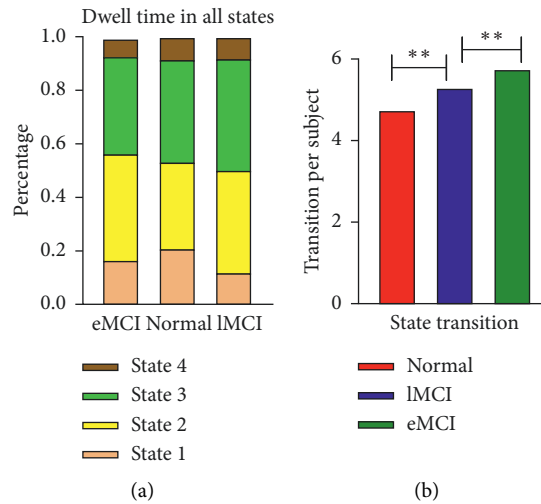 Dwell time in all states
1.0
0.8
0.6
0.4
0.2
0.0
Percentage
eMCI Normal lMCI
State 4
State 3
State 2
State 1
(a)
**
**
6
4
2
0
Transition per subject
State transition
Normal
lMCI
eMCI
(b)